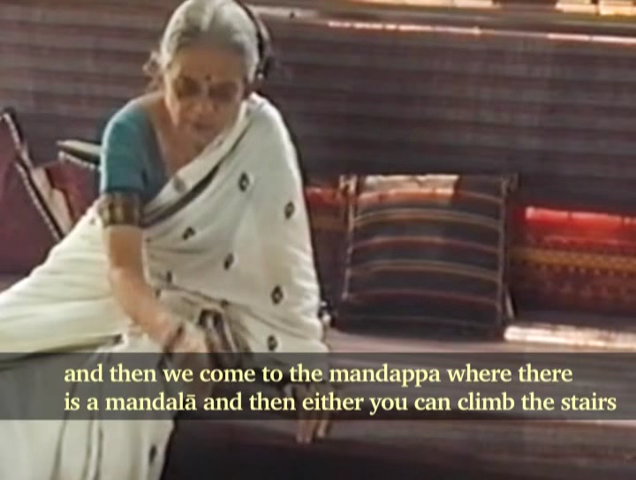 and then we come to the mandappa where there
is a mandalā and then either you can climb the stairs